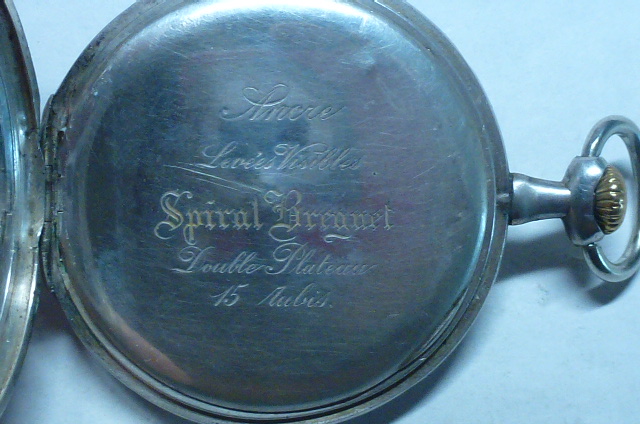 Ancre
Levées Visibles
Spiral Breguet
Double Plateau
15 Rubis.